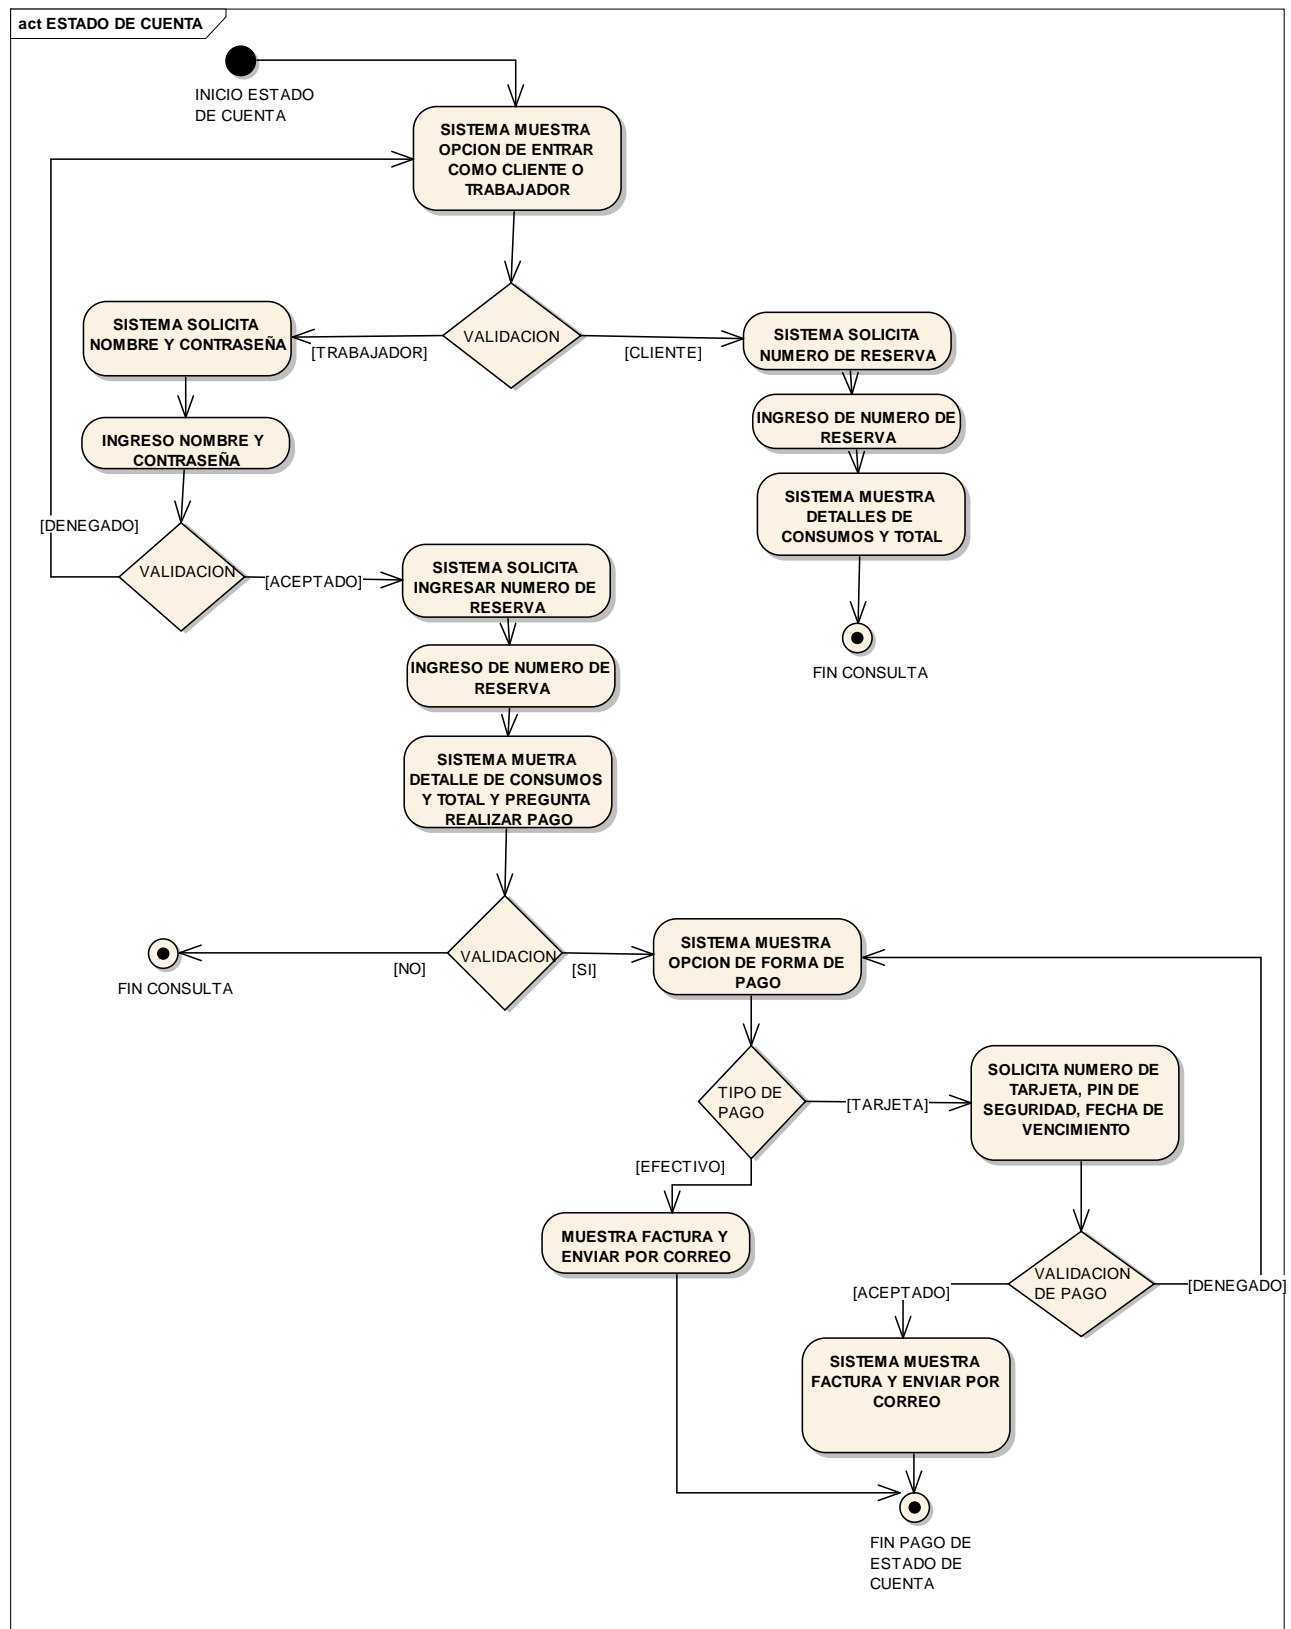 act ESTADO DE CUENTA
INICIO ESTADO
DE CUENTA
SISTEMA MUESTRA
OPCION DE ENTRAR
COMO CLIENTE O
TRABAJADOR
VALIDACION
[TRABAJADOR]
[CLIENTE]
SISTEMA SOLICITA
NOMBRE Y CONTRASEÑA
INGRESO NOMBRE Y
CONTRASEÑA
SISTEMA SOLICITA
NUMERO DE RESERVA
INGRESO DE NUMERO DE
RESERVA
SISTEMA MUESTRA
DETALLES DE
CONSUMOS Y TOTAL
FIN CONSULTA
[DENEGADO]
VALIDACION
[ACEPTADO]
SISTEMA SOLICITA
INGRESAR NUMERO DE
RESERVA
INGRESO DE NUMERO DE
RESERVA
SISTEMA MUETRA
DETALLE DE CONSUMOS
Y TOTAL Y PREGUNTA
REALIZAR PAGO
VALIDACION
[NO]
[SI]
FIN CONSULTA
SISTEMA MUESTRA
OPCION DE FORMA DE
PAGO
TIPO DE
PAGO
[TARJETA]
[EFECTIVO]
SOLICITA NUMERO DE
TARJETA, PIN DE
SEGURIDAD, FECHA DE
VENCIMIENTO
MUESTRA FACTURA Y
ENVIAR POR CORREO
VALIDACION
DE PAGO
[ACEPTADO]
[DENEGADO]
SISTEMA MUESTRA
FACTURA Y ENVIAR POR
CORREO
FIN PAGO DE
ESTADO DE
CUENTA